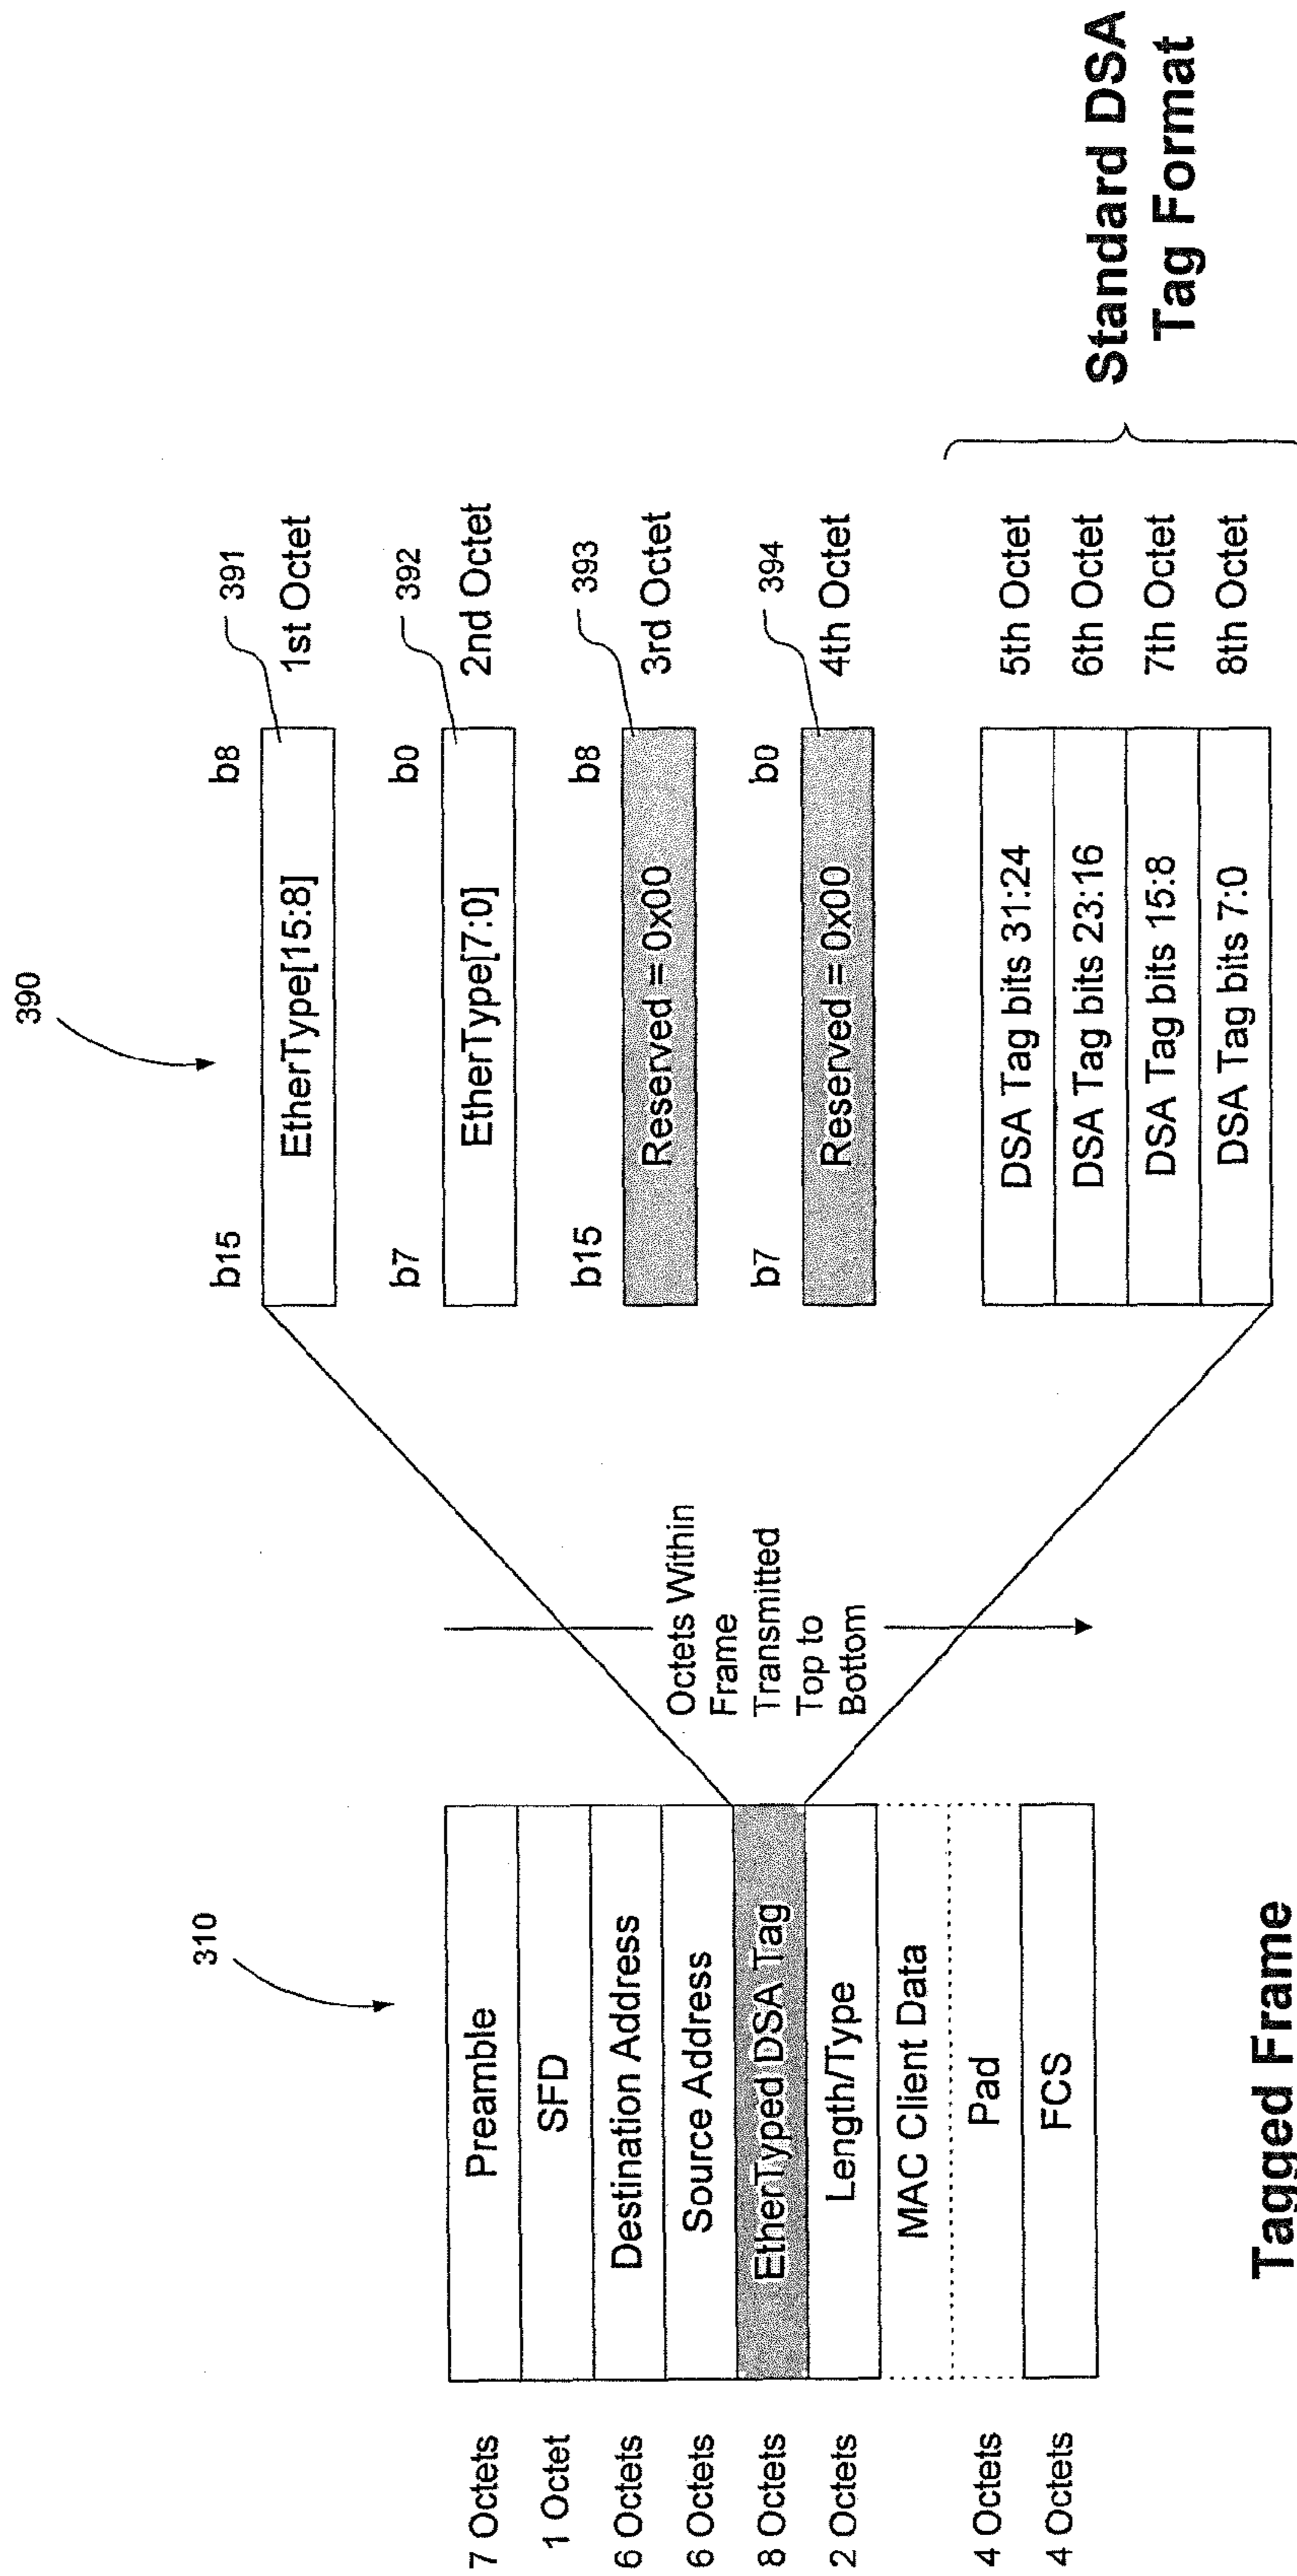 310
7 Octets Preamble
1 Octet SFD
6 Octets Destination Address
6 Octets Source Address
8 Octets EtherTyped DSA Tag
2 Octets Length/Type
MAC Client Data
4 Octets Pad
4 Octets FCS
Tagged Frame
Octets Within
Frame
Transmitted
Top to
Bottom
390
b15 b8 391
EtherType[15:8] 1st Octet
b7 b0 392
EtherType[7:0] 2nd Octet
b15 b8 393
Reserved = 0x00 3rd Octet
b7 b0 394
Reserved = 0x00 4th Octet
DSA Tag bits 31:24 5th Octet
DSA Tag bits 23:16 6th Octet
DSA Tag bits 15:8 7th Octet
DSA Tag bits 7:0 8th Octet
Standard DSA
Tag Format